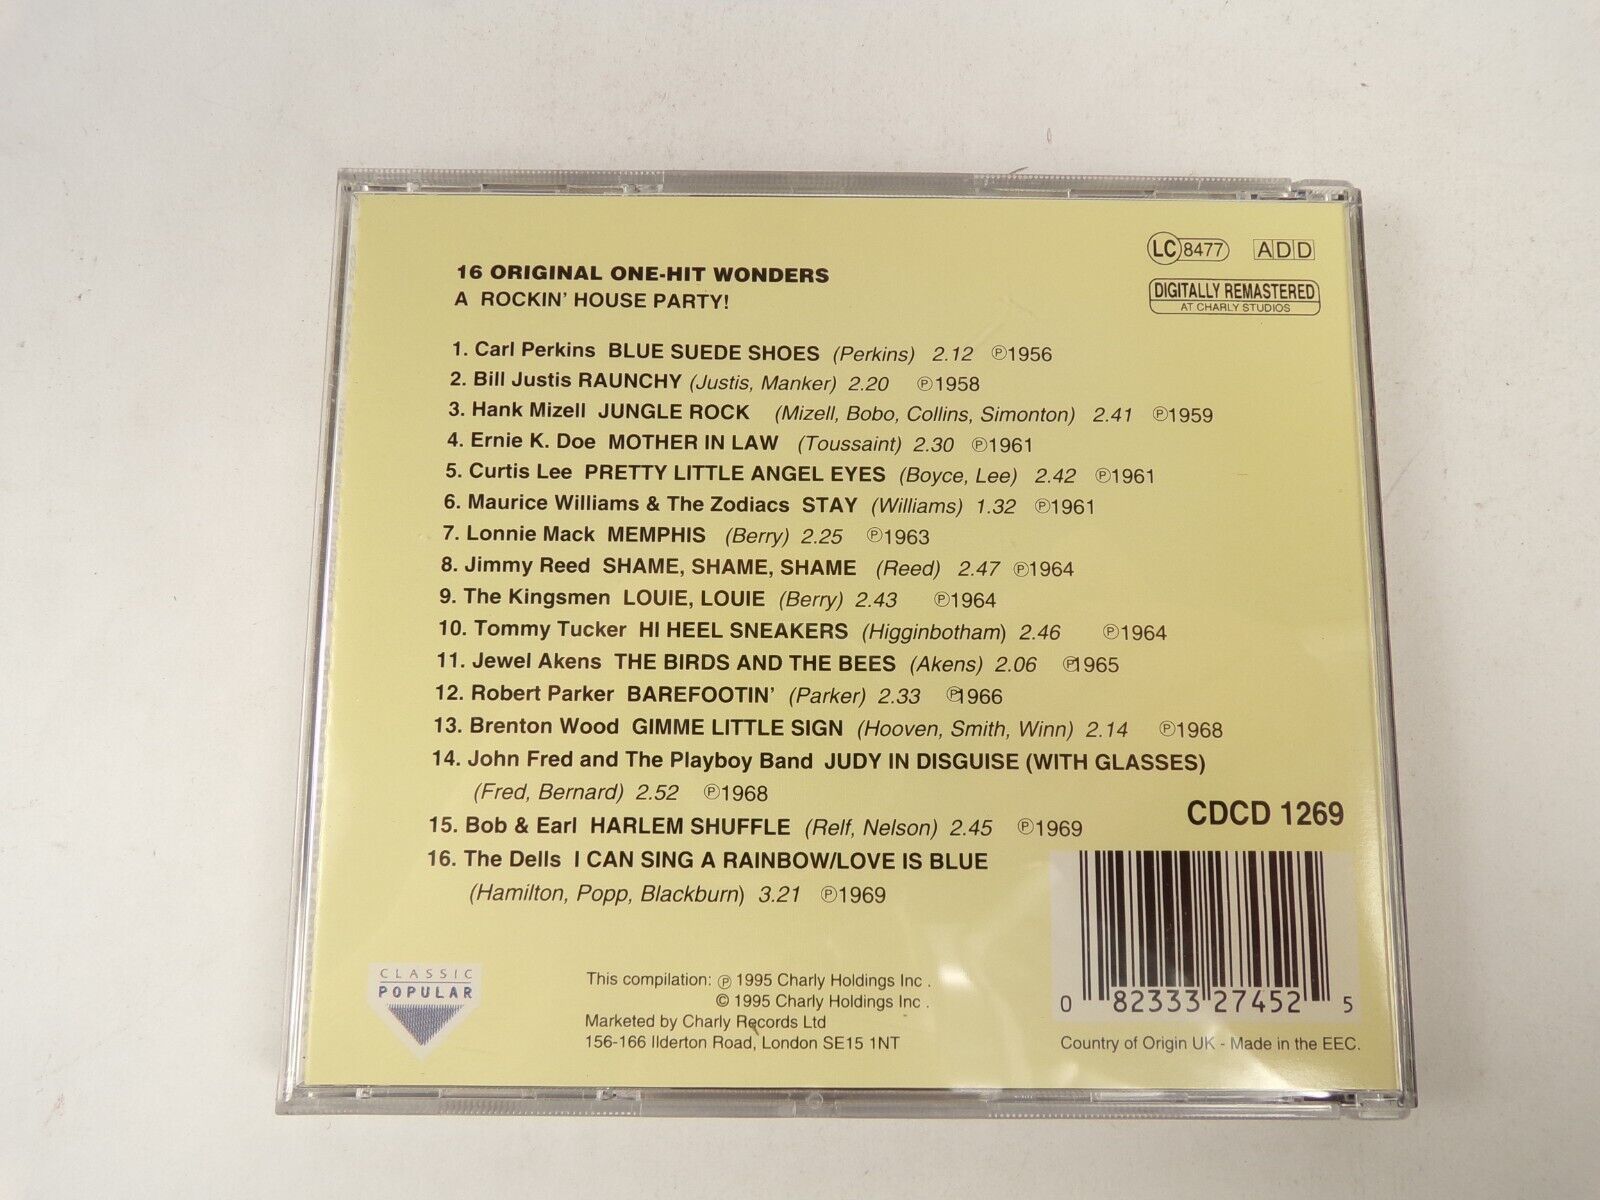 LC 8477 ADD
DIGITALLY REMASTERED
AT CHARLY STUDIOS
16 ORIGINAL ONE-HIT WONDERS
A ROCKIN' HOUSE PARTY!
1. Carl Perkins BLUE SUEDE SHOES (Perkins) 2.12 ℗1956
2. Bill Justis RAUNCHY (Justis, Manker) 2.20 ℗1958
3. Hank Mizell JUNGLE ROCK (Mizell, Bobo, Collins, Simonton) 2.41 ℗1959
4. Ernie K. Doe MOTHER IN LAW (Toussaint) 2.30 ℗1961
5. Curtis Lee PRETTY LITTLE ANGEL EYES (Boyce, Lee) 2.42 ℗1961
6. Maurice Williams & The Zodiacs STAY (Williams) 1.32 ℗1961
7. Lonnie Mack MEMPHIS (Berry) 2.25 ℗1963
8. Jimmy Reed SHAME, SHAME, SHAME (Reed) 2.47 ℗1964
9. The Kingsmen LOUIE, LOUIE (Berry) 2.43 ℗1964
10. Tommy Tucker HI HEEL SNEAKERS (Higginbotham) 2.46 ℗1964
11. Jewel Akens THE BIRDS AND THE BEES (Akens) 2.06 ℗1965
12. Robert Parker BAREFOOTIN' (Parker) 2.33 ℗1966
13. Brenton Wood GIMME LITTLE SIGN (Hooven, Smith, Winn) 2.14 ℗1968
14. John Fred and The Playboy Band JUDY IN DISGUISE (WITH GLASSES)
(Fred, Bernard) 2.52 ℗1968
15. Bob & Earl HARLEM SHUFFLE (Relf, Nelson) 2.45 ℗1969
16. The Dells I CAN SING A RAINBOW/LOVE IS BLUE
(Hamilton, Popp, Blackburn) 3.21 ℗1969
CDCD 1269
CLASSIC
POPULAR
This compilation: ℗ 1995 Charly Holdings Inc .
© 1995 Charly Holdings Inc .
Marketed by Charly Records Ltd
156-166 Ilderton Road, London SE15 1NT
0 82333 27452 5
Country of Origin UK - Made in the EEC.